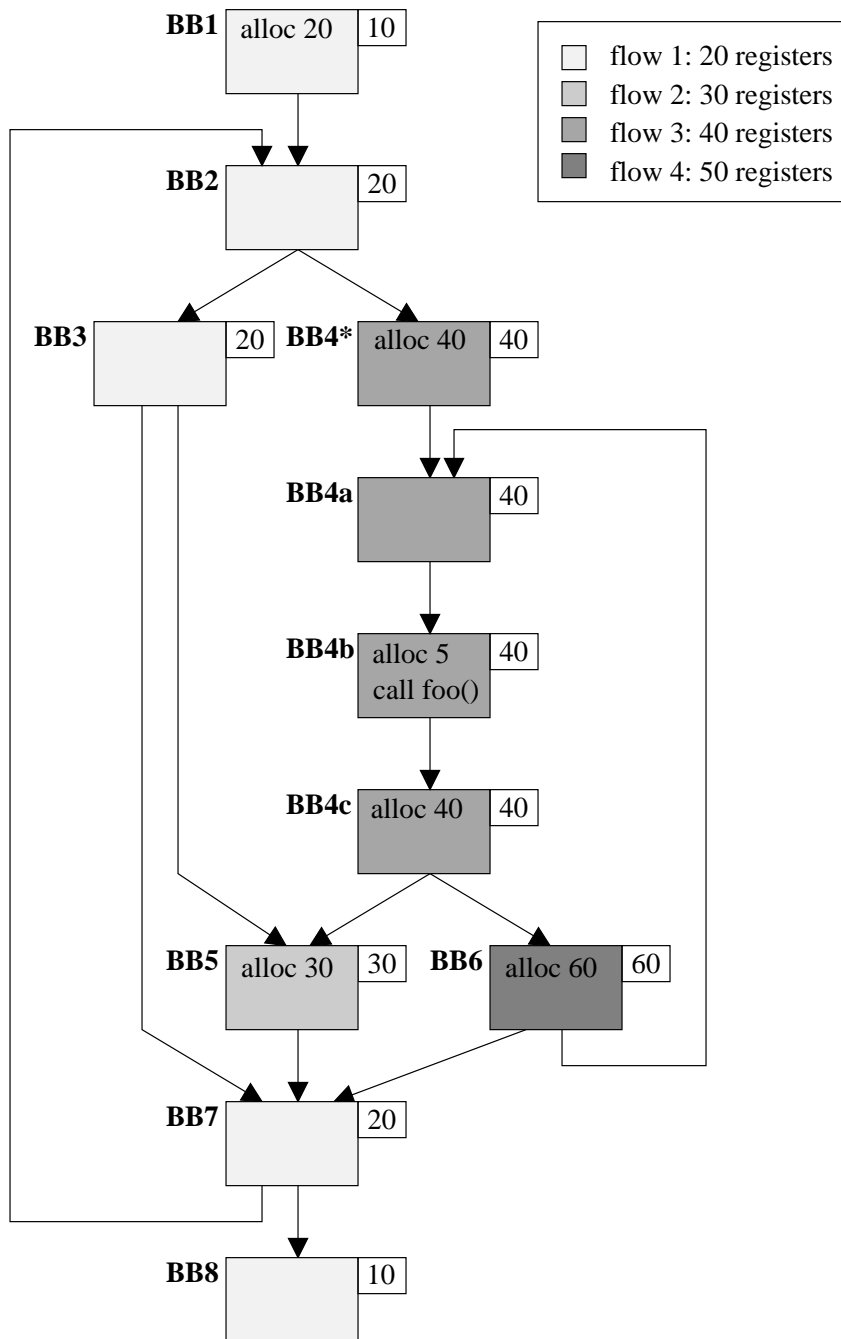 BB1 alloc 20 10
flow 1: 20 registers
flow 2: 30 registers
flow 3: 40 registers
flow 4: 50 registers
BB2 20
BB3 20
BB4* alloc 40 40
BB4a 40
BB4b alloc 5 40
call foo()
BB4c alloc 40 40
BB5 alloc 30 30
BB6 alloc 60 60
BB7 20
BB8 10